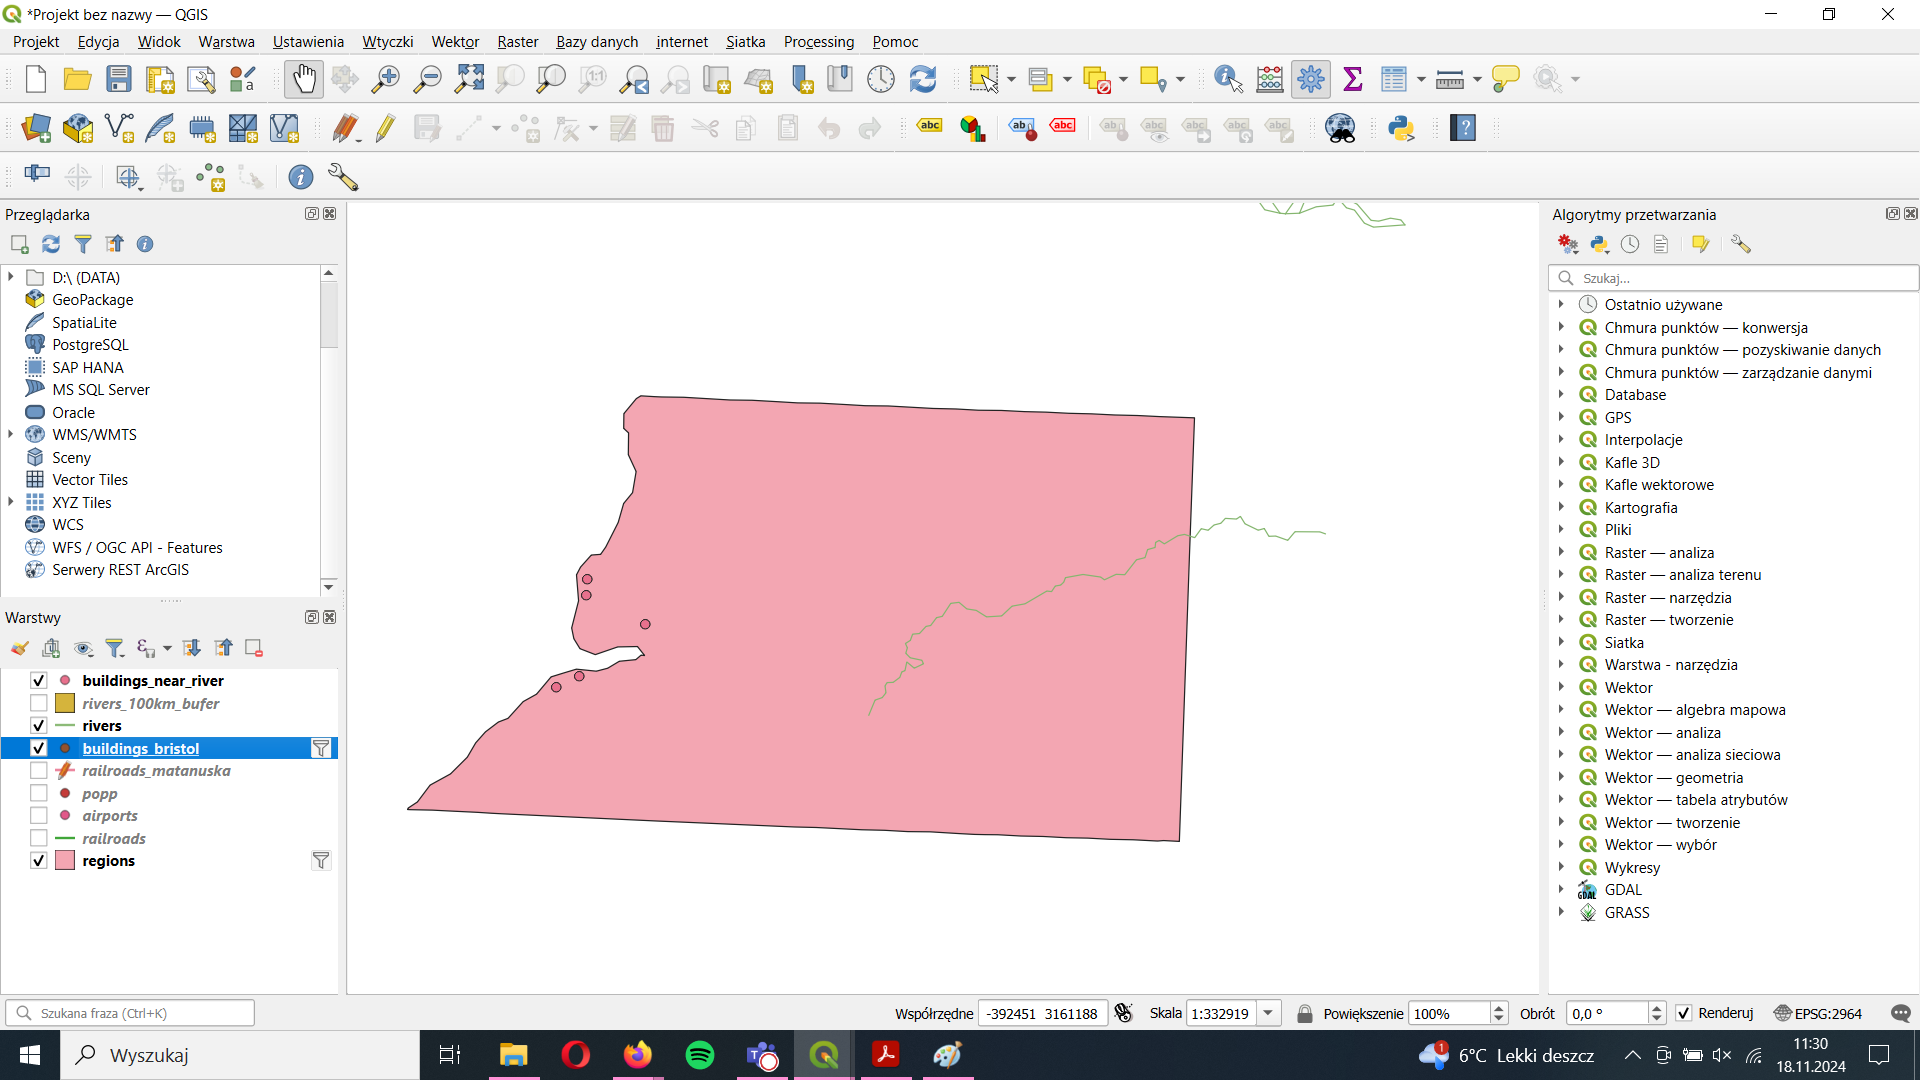 *Projekt bez nazwy — QGIS
Projekt Edycja Widok Warstwa Ustawienia Wtyczki Wektor Raster Bazy danych internet Siatka Processing Pomoc
1:1
a
abc abc abc abc
Przeglądarka
D:\ (DATA)
GeoPackage
SpatiaLite
PostgreSQL
SAP HANA
MS SQL Server
Oracle
WMS/WMTS
Sceny
Vector Tiles
XYZ Tiles
WCS
WFS / OGC API - Features
Serwery REST ArcGIS
Warstwy
buildings_near_river
rivers_100km_bufer
rivers
buildings_bristol
railroads_matanuska
popp
airports
railroads
regions
Algorytmy przetwarzania
Szukaj...
Ostatnio używane
Chmura punktów — konwersja
Chmura punktów — pozyskiwanie danych
Chmura punktów — zarządzanie danymi
Database
GPS
Interpolacje
Kafle 3D
Kafle wektorowe
Kartografia
Pliki
Raster — analiza
Raster — analiza terenu
Raster — narzędzia
Raster — tworzenie
Siatka
Warstwa - narzędzia
Wektor
Wektor — algebra mapowa
Wektor — analiza
Wektor — analiza sieciowa
Wektor — geometria
Wektor — tabela atrybutów
Wektor — tworzenie
Wektor — wybór
Wykresy
GDAL
GRASS
Szukana fraza (Ctrl+K)
Współrzędne -392451 3161188 Skala 1:332919 Powiększenie 100% Obrót 0,0 ° Renderuj EPSG:2964
Wyszukaj
1 6°C Lekki deszcz
11:30
18.11.2024